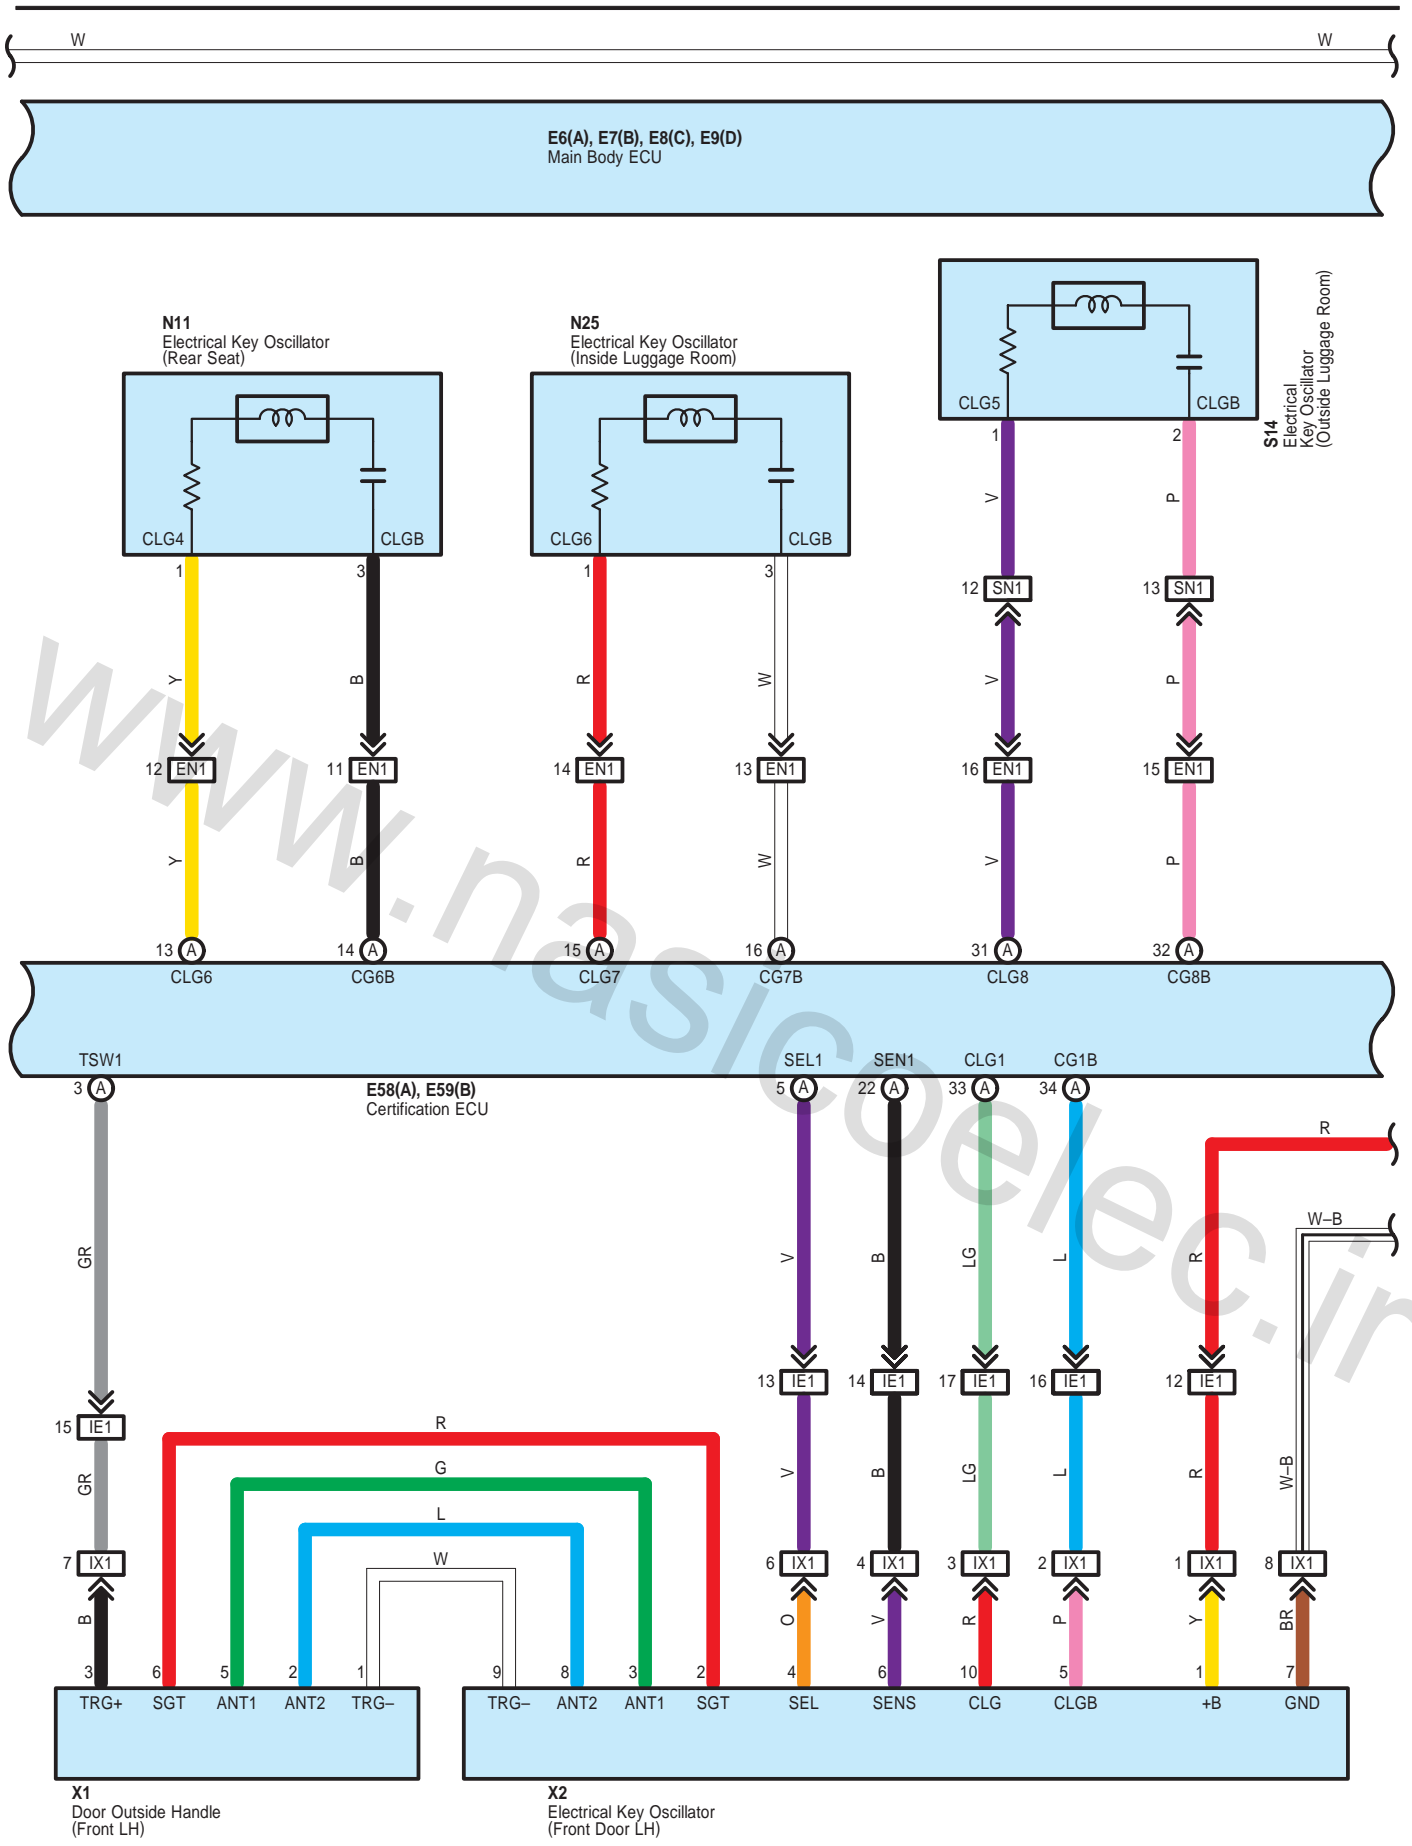 W W
E6(A), E7(B), E8(C), E9(D)
Main Body ECU
N11
Electrical Key Oscillator
(Rear Seat)
N25
Electrical Key Oscillator
(Inside Luggage Room)
S14
Electrical
Key Oscillator
(Outside Luggage Room)
CLG5 CLGB
1 2
V P
CLG4 CLGB CLG6 CLGB
1 3 1 3
12 SN1 13 SN1
Y B R W V P
12 EN1 11 EN1 14 EN1 13 EN1 16 EN1 15 EN1
Y B R W V P
13 A 14 A 15 A 16 A 31 A 32 A
CLG6 CG6B CLG7 CG7B CLG8 CG8B
www.nasicoelec.ir
TSW1 SEL1 SEN1 CLG1 CG1B
3 A 5 A 22 A 33 A 34 A
E58(A), E59(B)
Certification ECU
R
W–B
GR V B LG L R
13 IE1 14 IE1 17 IE1 16 IE1 12 IE1
15 IE1
R
G
GR V B LG L R W–B
L
W
7 IX1 6 IX1 4 IX1 3 IX1 2 IX1 1 IX1 8 IX1
B O V R P Y BR
3 6 5 2 1 9 8 3 2 4 6 10 5 1 7
TRG+ SGT ANT1 ANT2 TRG– TRG– ANT2 ANT1 SGT SEL SENS CLG CLGB +B GND
X1
Door Outside Handle
(Front LH)
X2
Electrical Key Oscillator
(Front Door LH)